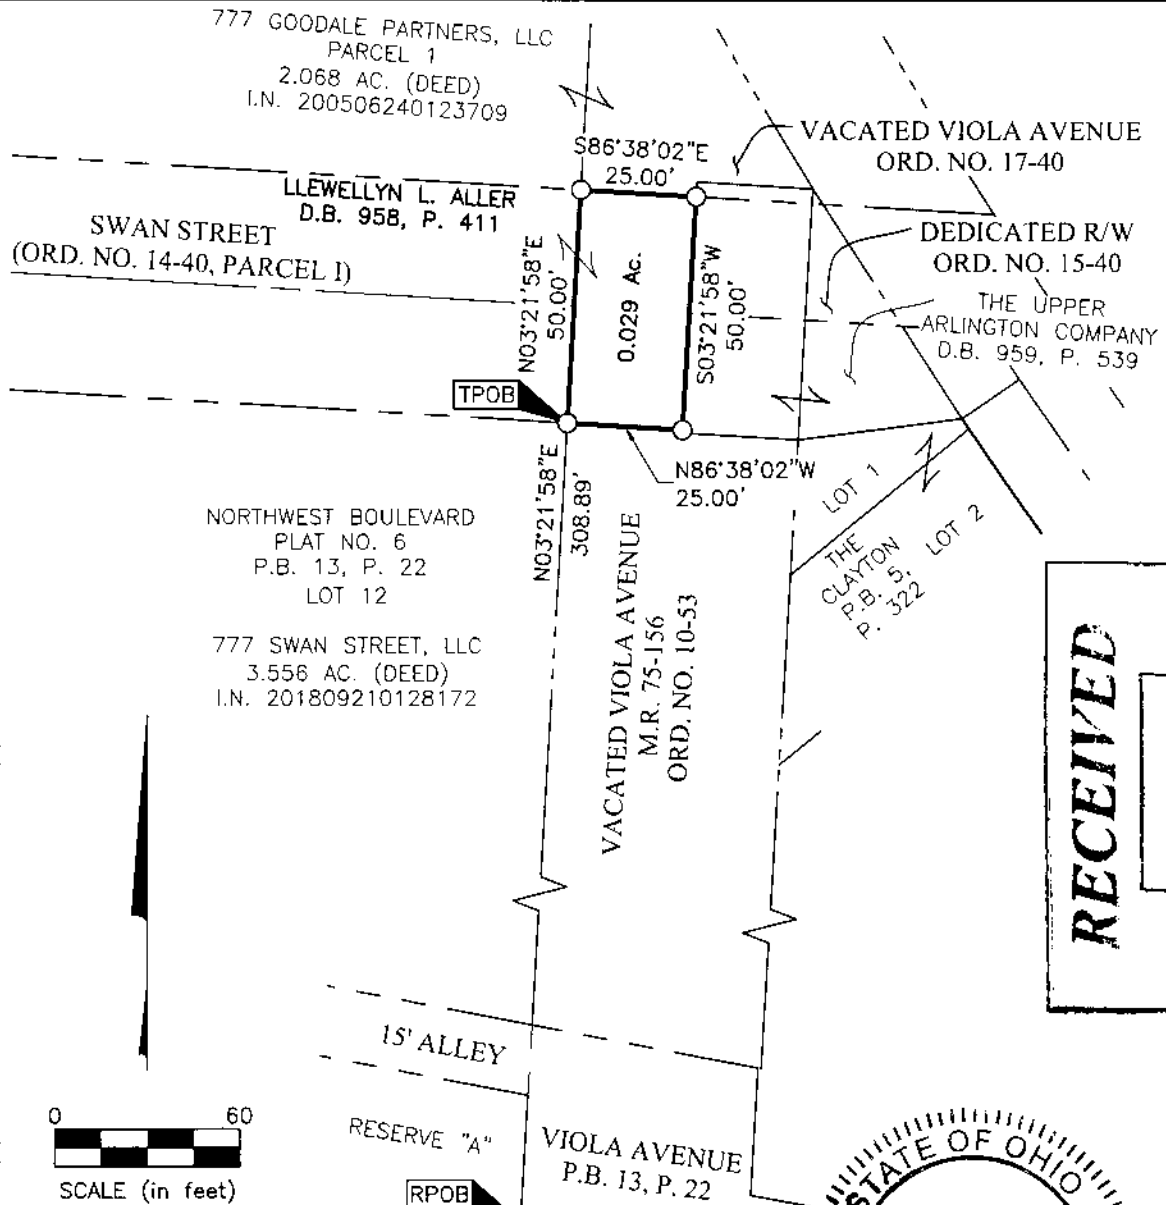 777 GOODALE PARTNERS, LLC
PARCEL 1
2.068 AC. (DEED)
I.N. 200506240123709
VACATED VIOLA AVENUE
ORD. NO. 17-40
S86°38'02"E
25.00'
LLEWELLYN L. ALLER
D.B. 958, P. 411
SWAN STREET
(ORD. NO. 14-40, PARCEL I)
DEDICATED R/W
ORD. NO. 15-40
THE UPPER
ARLINGTON COMPANY
D.B. 959, P. 539
N03°21'58"E
50.00'
0.029 Ac.
S03°21'58"W
50.00'
TPOB
N86°38'02"W
25.00'
N03°21'58"E
308.89'
LOT 1
THE
CLAYTON
P.B. 5,
P. 322
LOT 2
NORTHWEST BOULEVARD
PLAT NO. 6
P.B. 13, P. 22
LOT 12
777 SWAN STREET, LLC
3.556 AC. (DEED)
I.N. 201809210128172
VACATED VIOLA AVENUE
M.R. 75-156
ORD. NO. 10-53
RECEIVED
15' ALLEY
0 60
SCALE (in feet)
RESERVE "A"
VIOLA AVENUE
P.B. 13, P. 22
RPOB
STATE OF OHIO